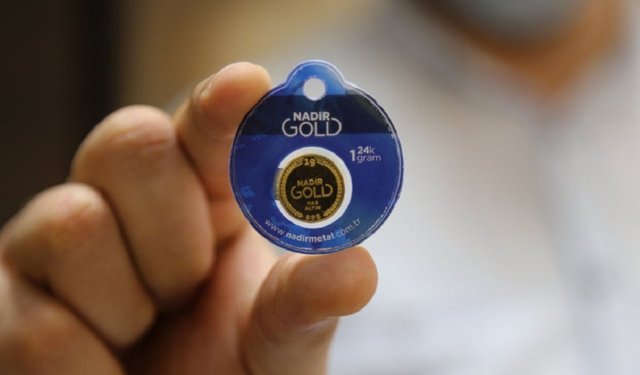 NADİR
GOLD
1 24k
gram
1g
NADİR
GOLD
HAS
ALTIN
995
www.nadirmetal.com.tr